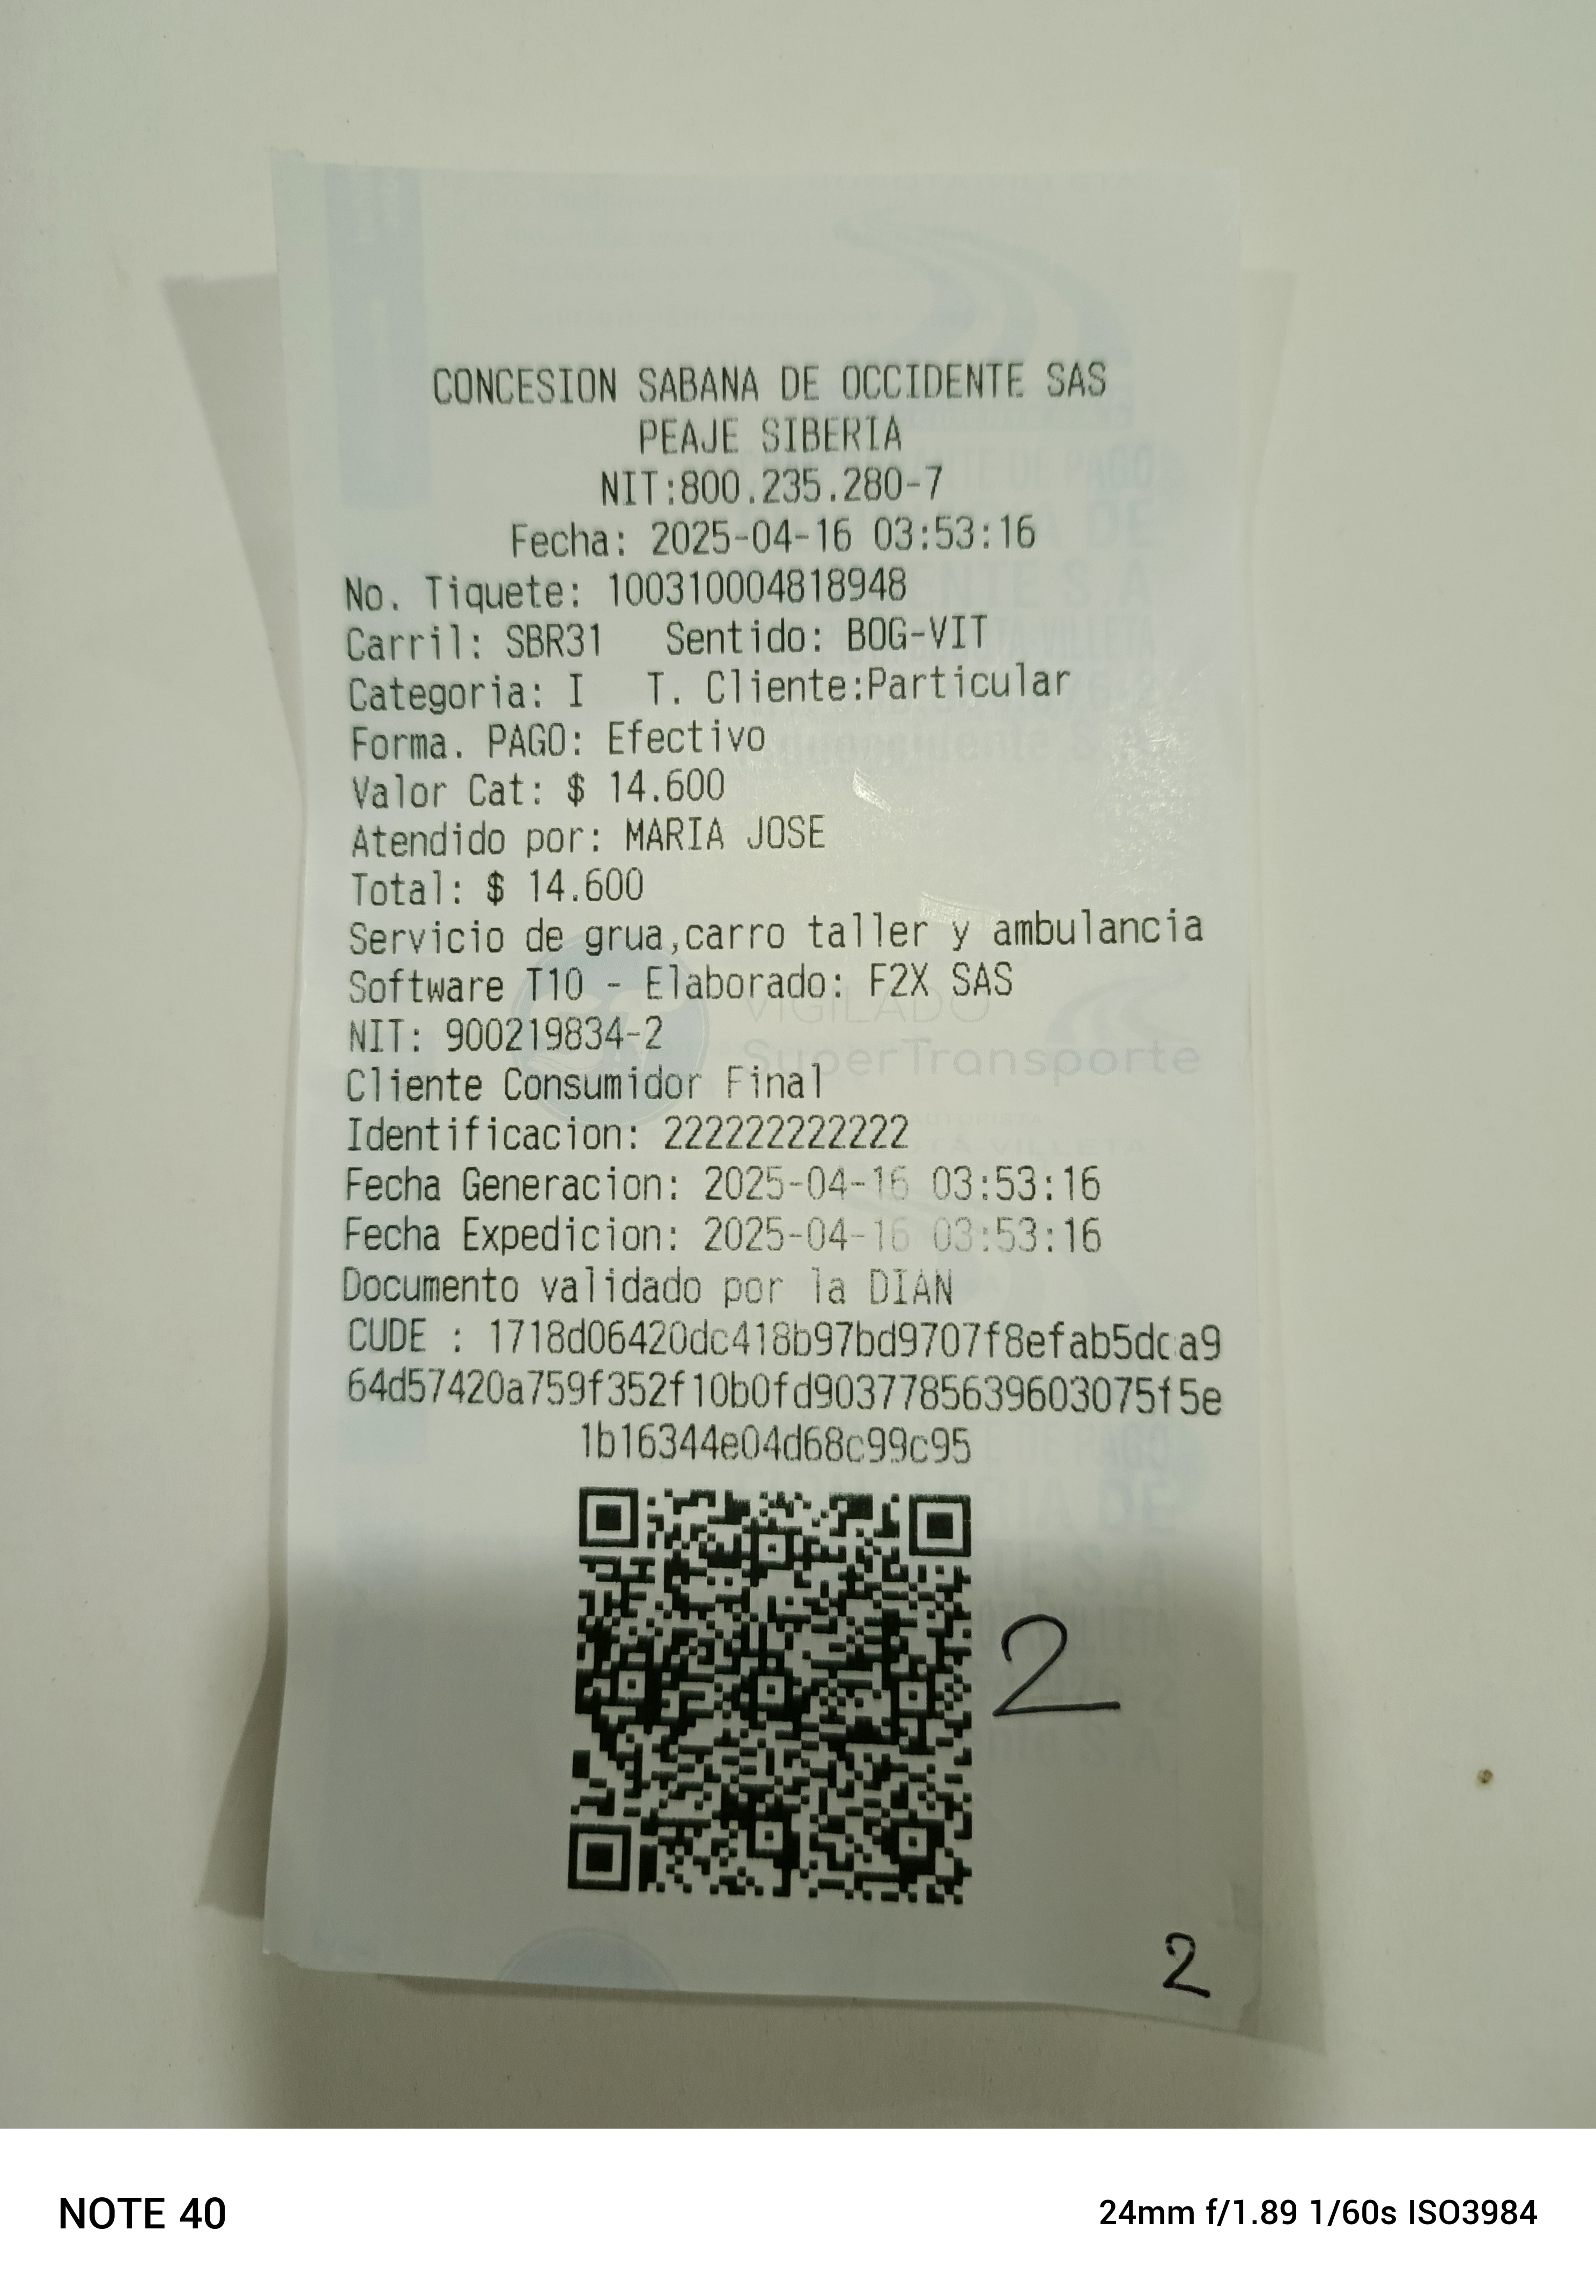 CONCESION SABANA DE OCCIDENTE SAS
PEAJE SIBERIA
NIT:800.235.280-7
Fecha: 2025-04-16 03:53:16
No. Tiquete: 100310004818948
Carril: SBR31 Sentido: BOG-VIT
Categoria: I T. Cliente:Particular
Forma. PAGO: Efectivo
Valor Cat: $ 14.600
Atendido por: MARIA JOSE
Total: $ 14.600
Servicio de grua,carro taller y ambulancia
Software T10 - Elaborado: F2X SAS
VIGILADO
NIT: 900219834-2
SuperTransporte
Cliente Consumidor Final
Identificacion: 222222222222
Fecha Generacion: 2025-04-16 03:53:16
Fecha Expedicion: 2025-04-16 03:53:16
Documento validado por la DIAN
CUDE : 1718d06420dc418b97bd9707f8efab5dca9
64d57420a759f352f10b0fd9037785639603075f5e
1b16344e04d68c99c95
2
2
NOTE 40
24mm f/1.89 1/60s ISO3984